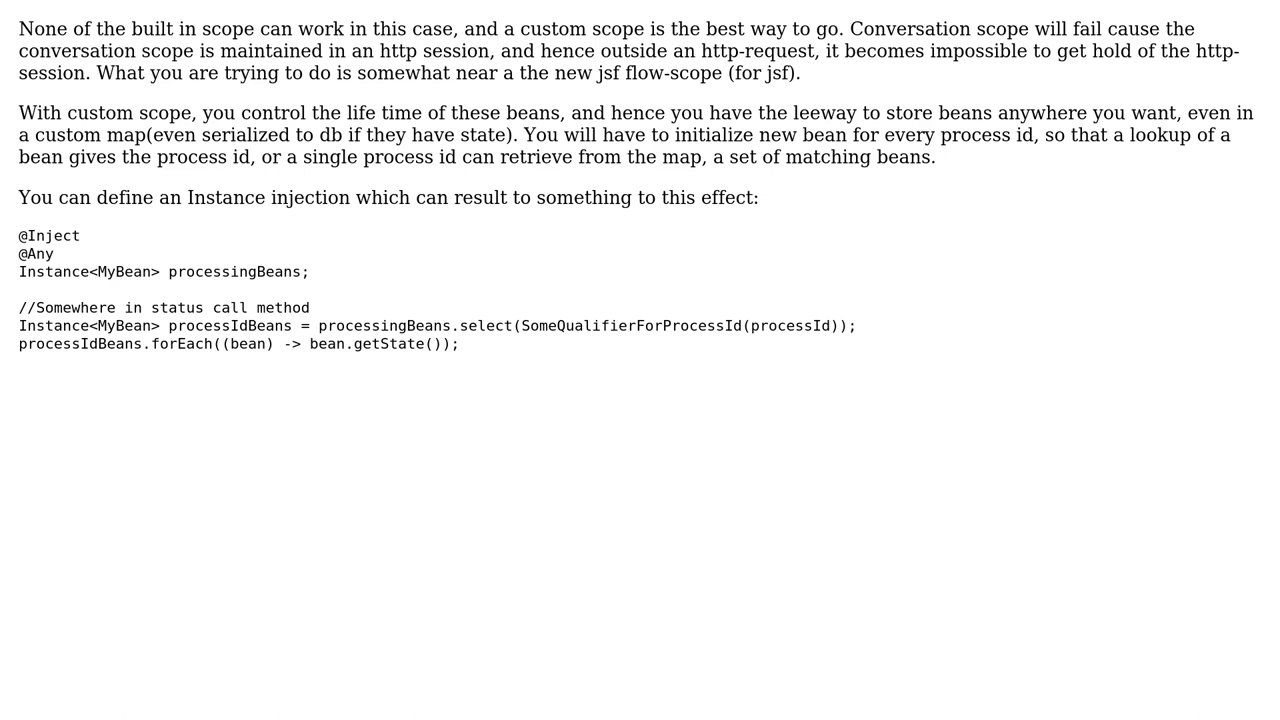 None of the built in scope can work in this case, and a custom scope is the best way to go. Conversation scope will fail cause the
conversation scope is maintained in an http session, and hence outside an http-request, it becomes impossible to get hold of the http-
session. What you are trying to do is somewhat near a the new jsf flow-scope (for jsf).
With custom scope, you control the life time of these beans, and hence you have the leeway to store beans anywhere you want, even in
a custom map(even serialized to db if they have state). You will have to initialize new bean for every process id, so that a lookup of a
bean gives the process id, or a single process id can retrieve from the map, a set of matching beans.
You can define an Instance injection which can result to something to this effect:
@Inject
@Any
Instance<MyBean> processingBeans;
//Somewhere in status call method
Instance<MyBean> processIdBeans = processingBeans.select(SomeQualifierForProcessId(processId));
processIdBeans.forEach((bean) -> bean.getState());